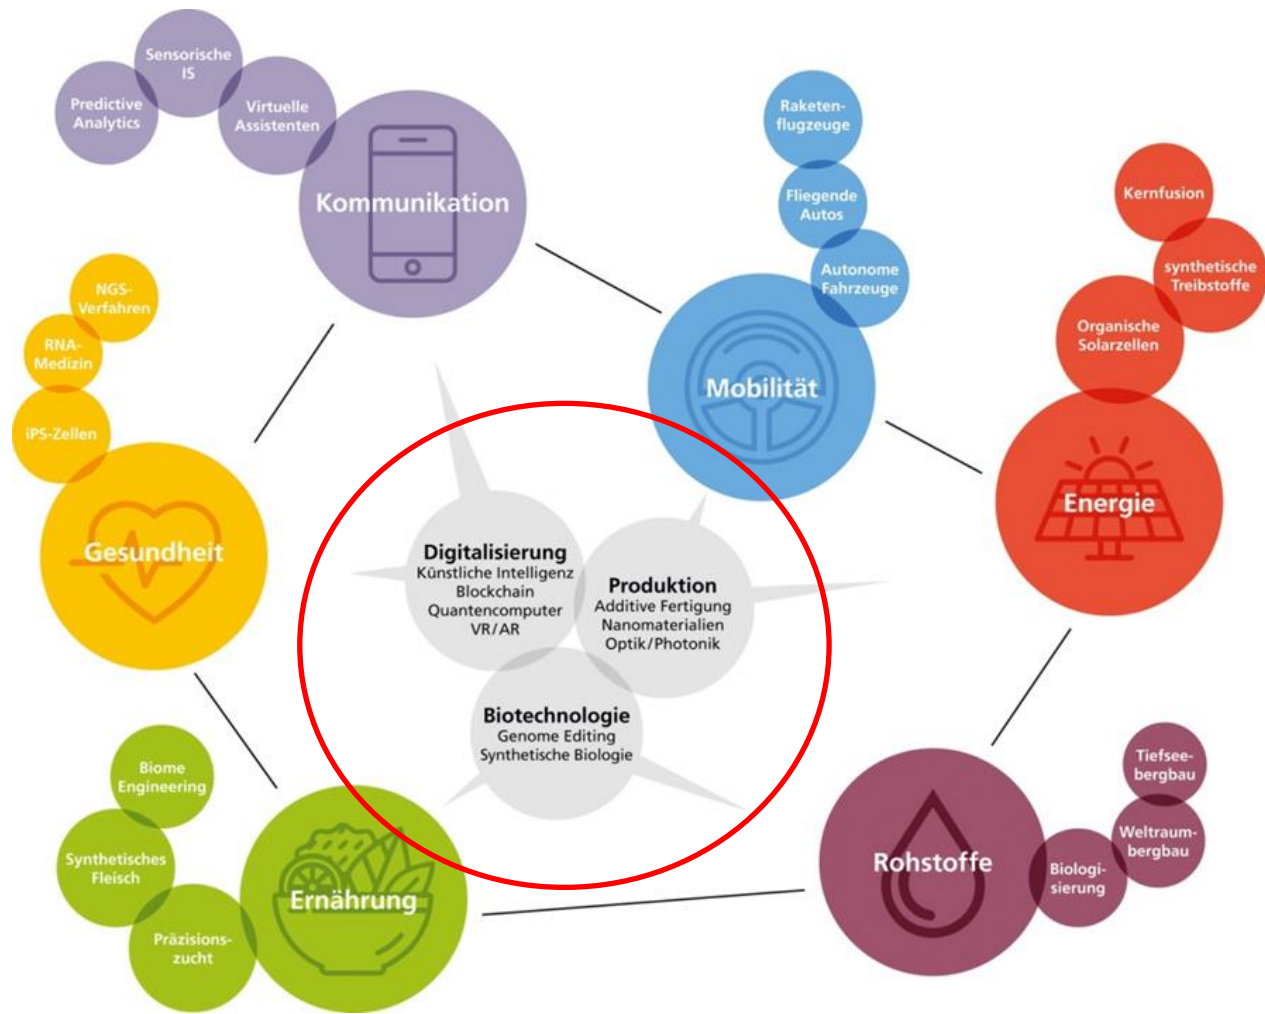 Sensorische
IS
Predictive
Analytics
Virtuelle
Assistenten
Kommunikation
Raketen-
flugzeuge
Fliegende
Autos
Autonome
Fahrzeuge
Mobilität
Kernfusion
synthetische
Treibstoffe
Organische
Solarzellen
Energie
NGS-
Verfahren
RNA-
Medizin
iPS-Zellen
Gesundheit
Digitalisierung
Künstliche Intelligenz
Blockchain
Quantencomputer
VR/AR
Produktion
Additive Fertigung
Nanomaterialien
Optik/Photonik
Biotechnologie
Genome Editing
Synthetische Biologie
Biome
Engineering
Synthetisches
Fleisch
Präzisions-
zucht
Ernährung
Rohstoffe
Tiefsee-
bergbau
Weltraum-
bergbau
Biologi-
sierung